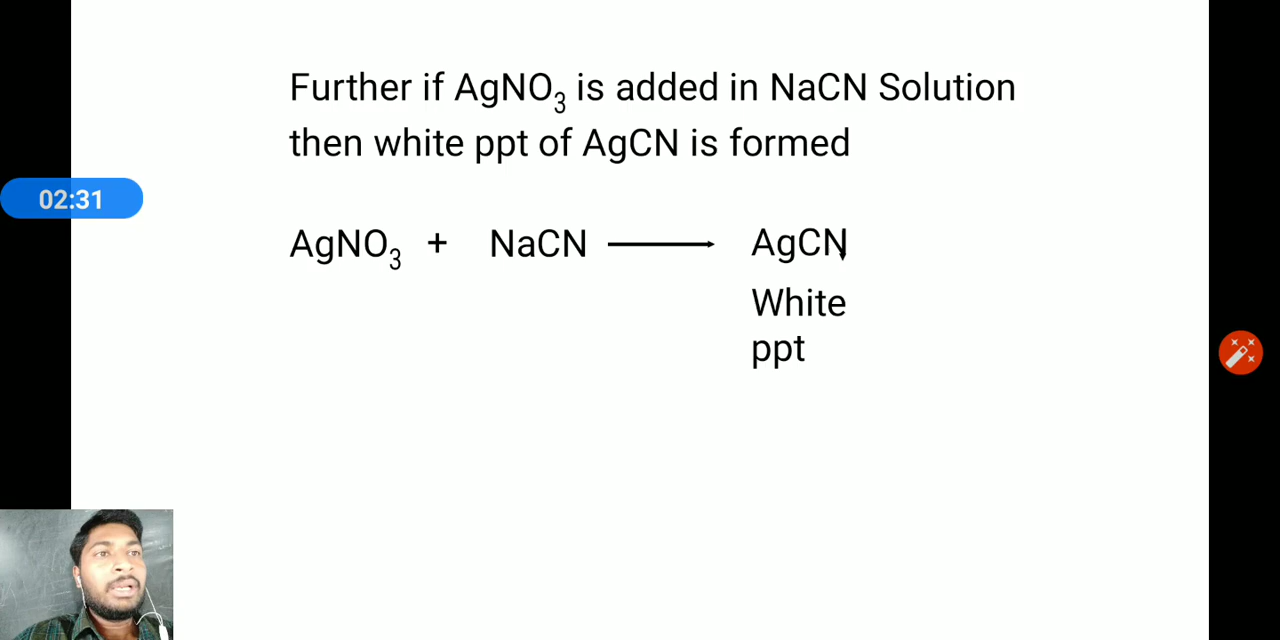 Further if AgNO₃ is added in NaCN Solution
then white ppt of AgCN is formed
02:31
AgNO₃ + NaCN ⟶ AgCN↓
White
ppt